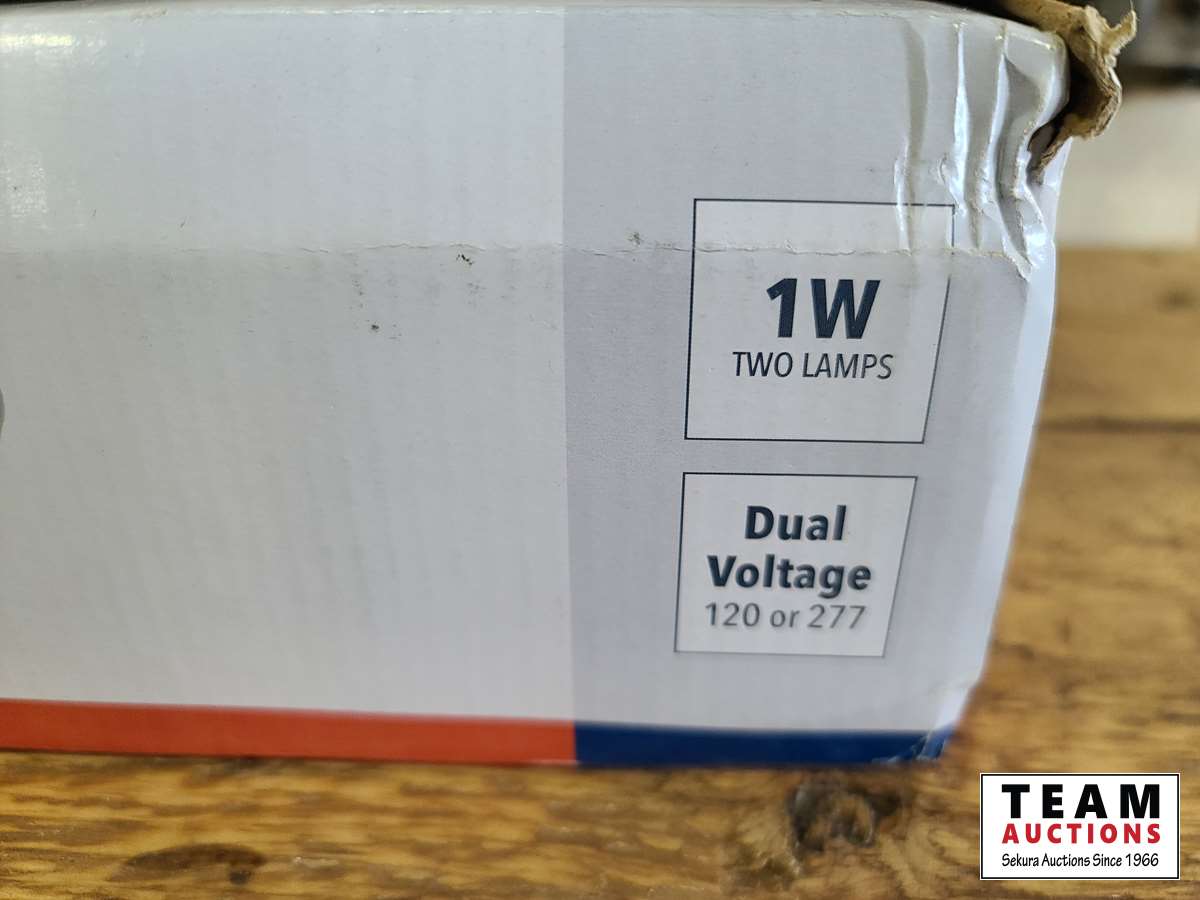 1W
TWO LAMPS
Dual
Voltage
120 or 277
TEAM
AUCTIONS
Sekura Auctions Since 1966